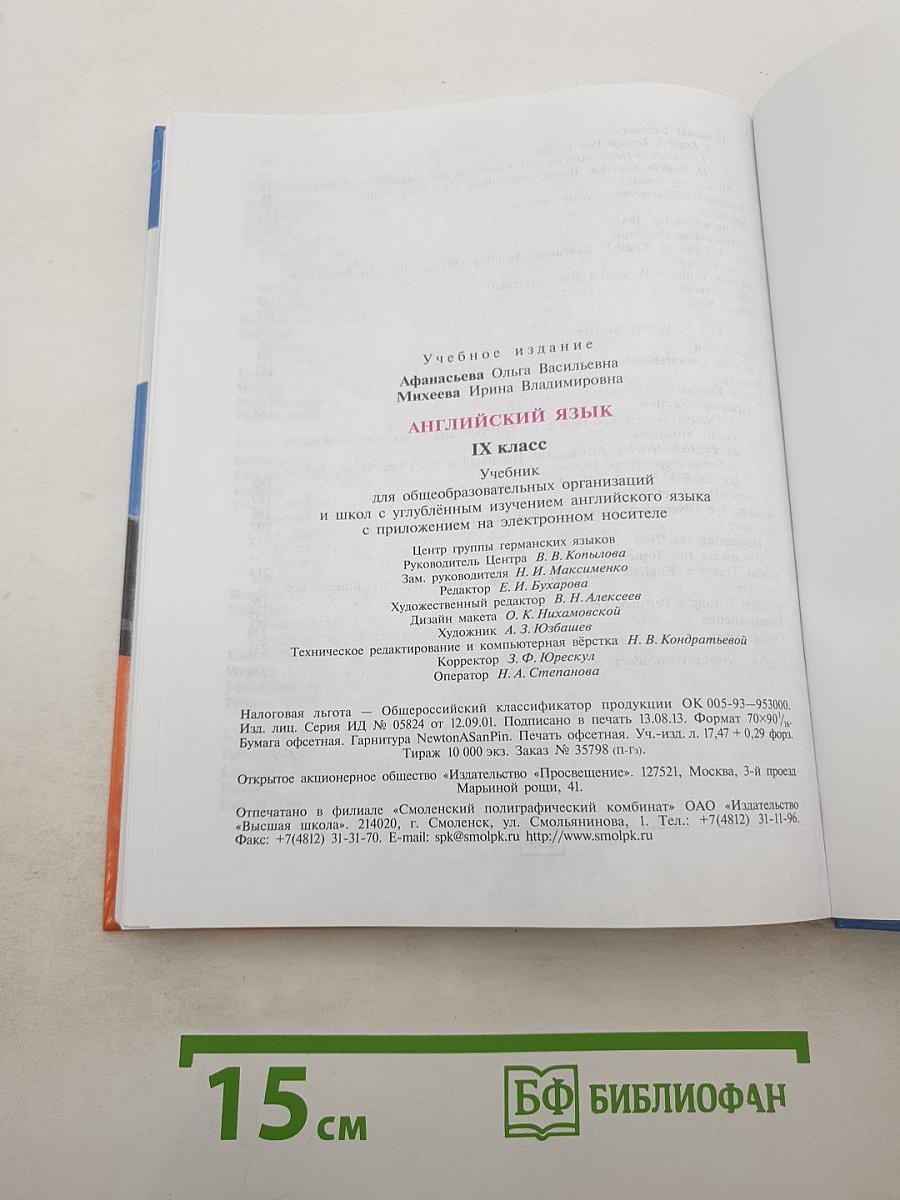 Учебное издание
Афанасьева Ольга Васильевна
Михеева Ирина Владимировна
АНГЛИЙСКИЙ ЯЗЫК
IX класс
Учебник
для общеобразовательных организаций
и школ с углублённым изучением английского языка
с приложением на электронном носителе
Центр группы германских языков
Руководитель Центра В. В. Копылова
Зам. руководителя Н. И. Максименко
Редактор Е. И. Бухарова
Художественный редактор В. Н. Алексеев
Дизайн макета О. К. Нихамовской
Художник А. З. Юзбашев
Техническое редактирование и компьютерная вёрстка Н. В. Кондратьевой
Корректор З. Ф. Юрескул
Оператор Н. А. Степанова
Налоговая льгота — Общероссийский классификатор продукции ОК 005-93—953000.
Изд. лиц. Серия ИД № 05824 от 12.09.01. Подписано в печать 13.08.13. Формат 70×90 1/16.
Бумага офсетная. Гарнитура NewtonASanPin. Печать офсетная. Уч.-изд. л. 17,47 + 0,29 форз.
Тираж 10 000 экз. Заказ № 35798 (П-Гз).
Открытое акционерное общество «Издательство «Просвещение». 127521, Москва, 3-й проезд
Марьиной рощи, 41.
Отпечатано в филиале «Смоленский полиграфический комбинат» ОАО «Издательство
«Высшая школа». 214020, г. Смоленск, ул. Смольянинова, 1. Тел.: +7(4812) 31-11-96.
Факс: +7(4812) 31-31-70. E-mail: spk@smolpk.ru http://www.smolpk.ru
15 см
БФ БИБЛИОФАН